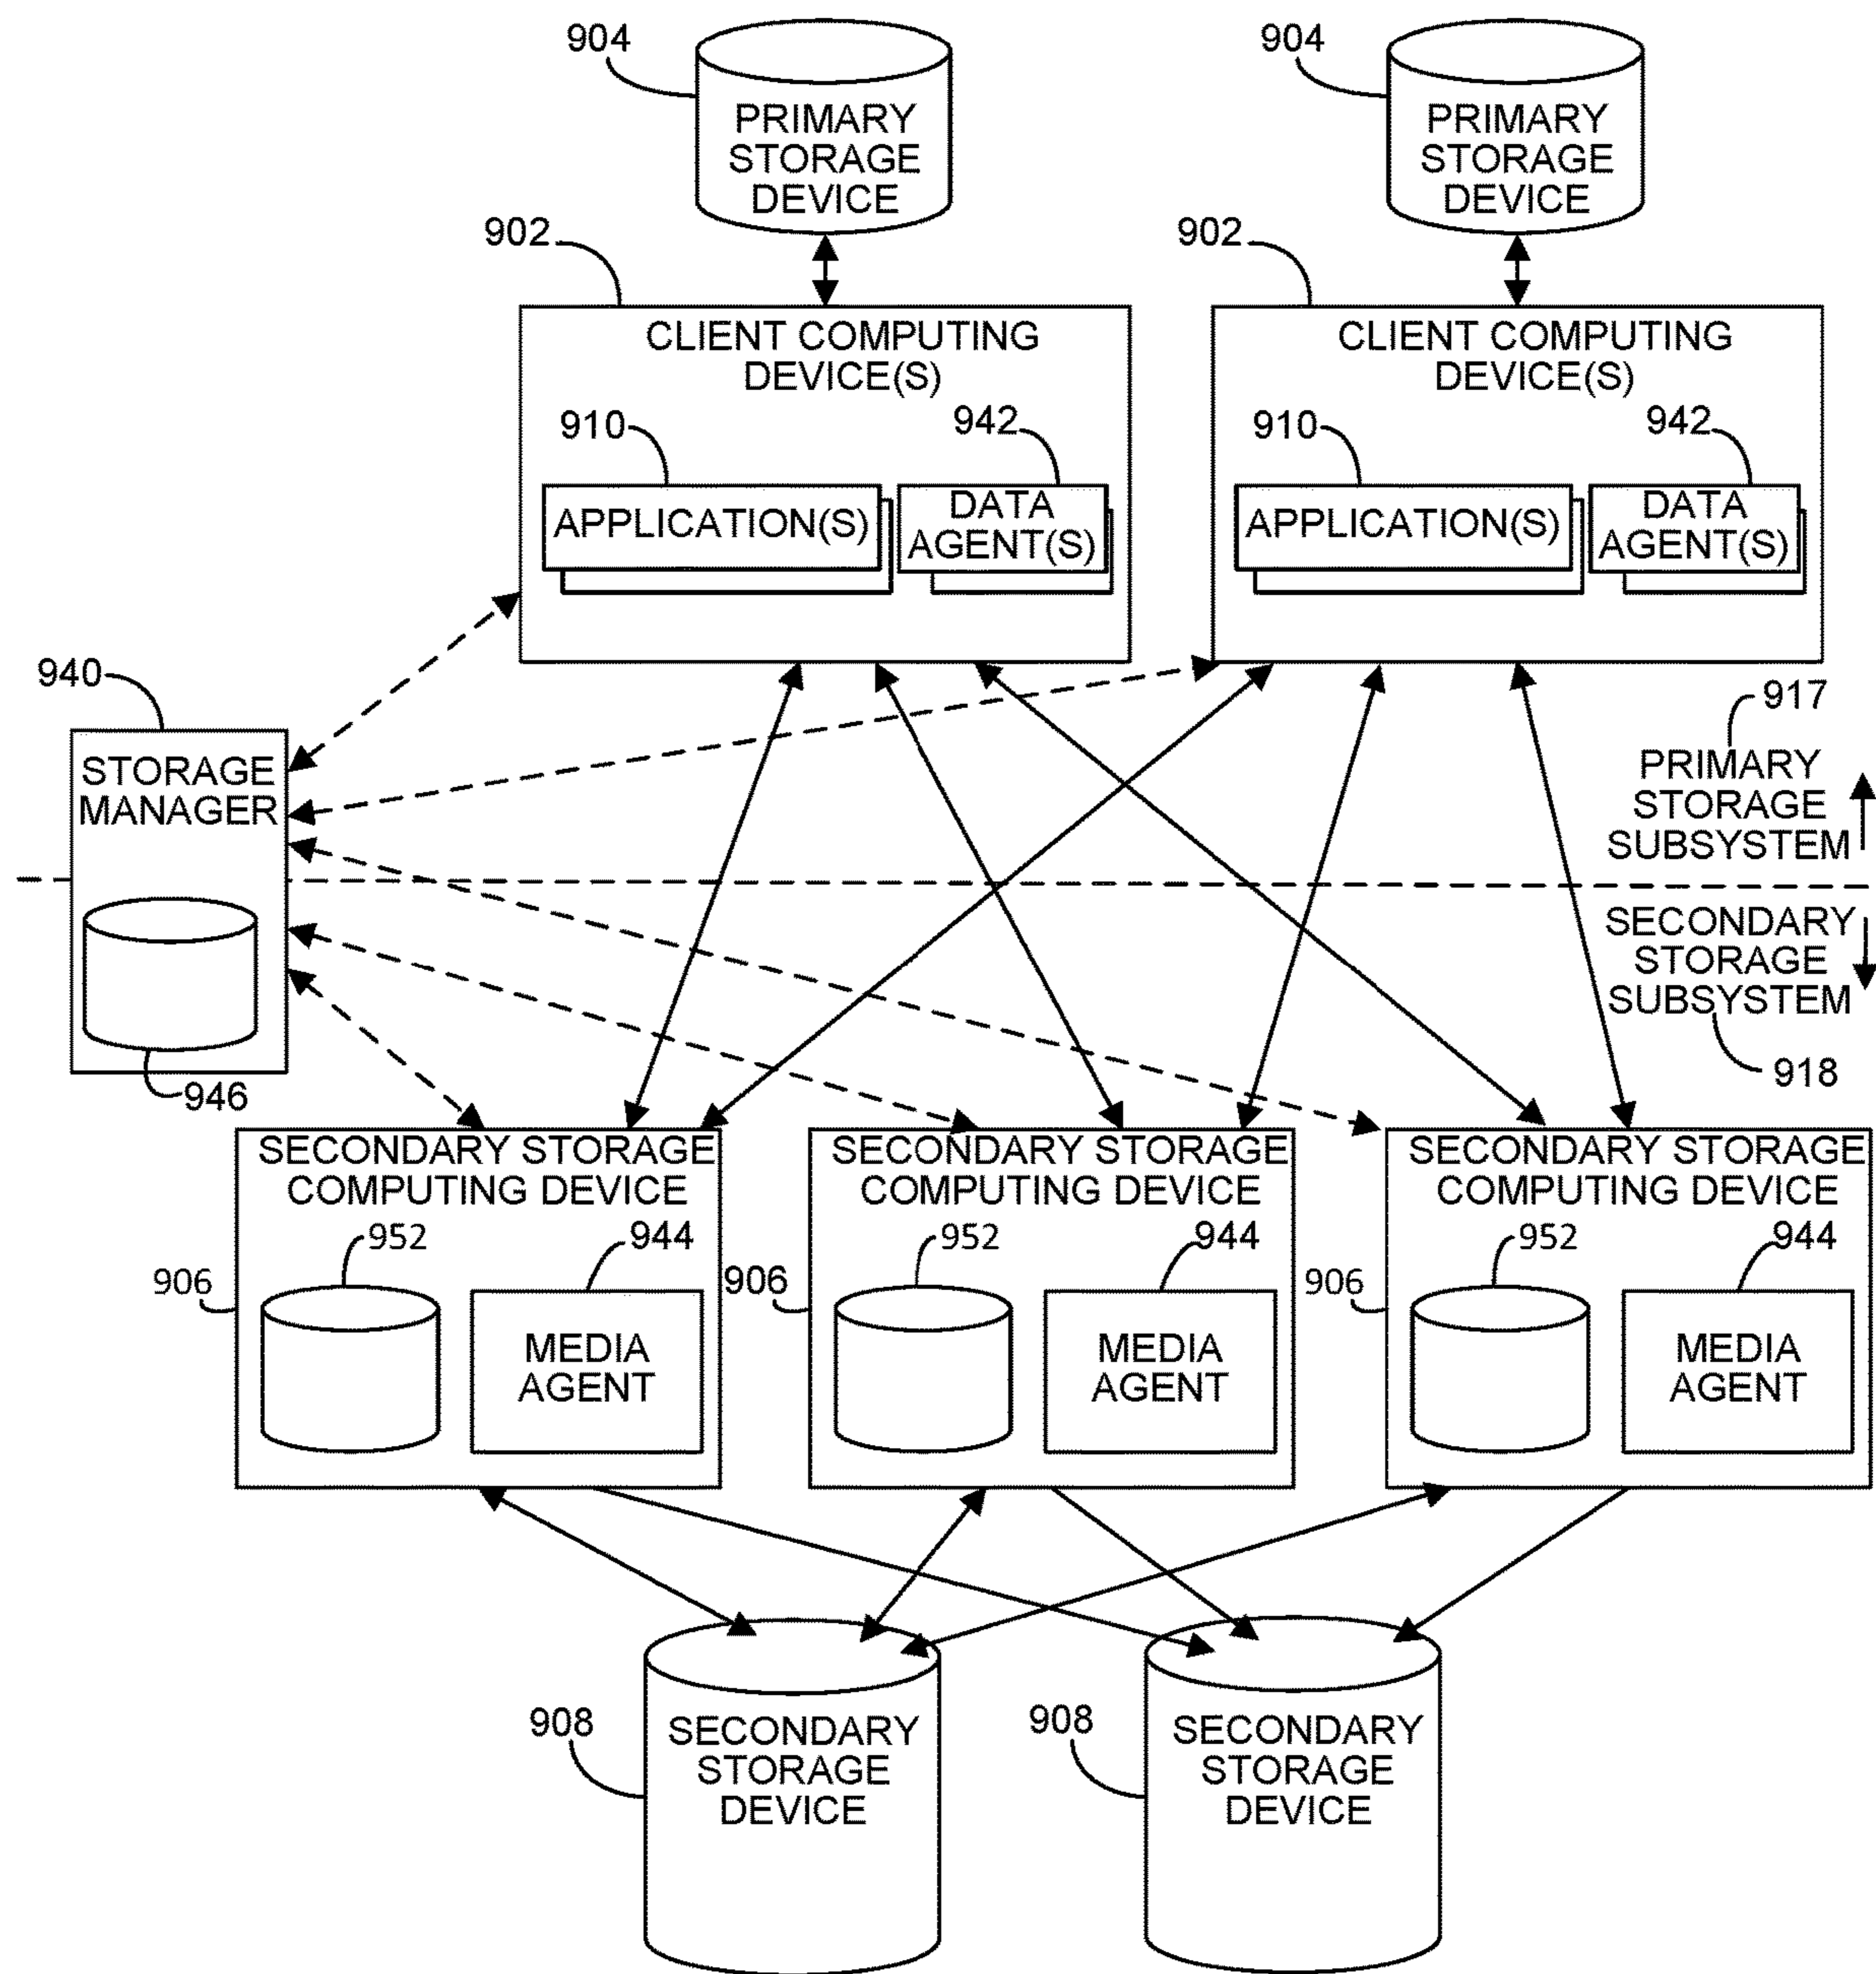 904
904
PRIMARY
STORAGE
DEVICE
PRIMARY
STORAGE
DEVICE
902
902
CLIENT COMPUTING
DEVICE(S)
910
942
APPLICATION(S)
DATA
AGENT(S)
CLIENT COMPUTING
DEVICE(S)
910
942
APPLICATION(S)
DATA
AGENT(S)
940
STORAGE
MANAGER
946
917
PRIMARY
STORAGE
SUBSYSTEM
SECONDARY
STORAGE
SUBSYSTEM
918
SECONDARY STORAGE
COMPUTING DEVICE
952
944
906
MEDIA
AGENT
SECONDARY STORAGE
COMPUTING DEVICE
952
944
906
MEDIA
AGENT
SECONDARY STORAGE
COMPUTING DEVICE
952
944
906
MEDIA
AGENT
908
SECONDARY
STORAGE
DEVICE
908
SECONDARY
STORAGE
DEVICE